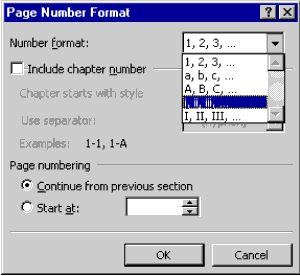 Page Number Format
Number format:
1, 2, 3, ...
1, 2, 3, ...
a, b, c, ...
A, B, C, ...
i, ii, iii, ...
I, II, III, ...
Include chapter number
Chapter starts with style
Use separator:
Examples: 1-1, 1-A
Page numbering
Continue from previous section
Start at:
OK
Cancel